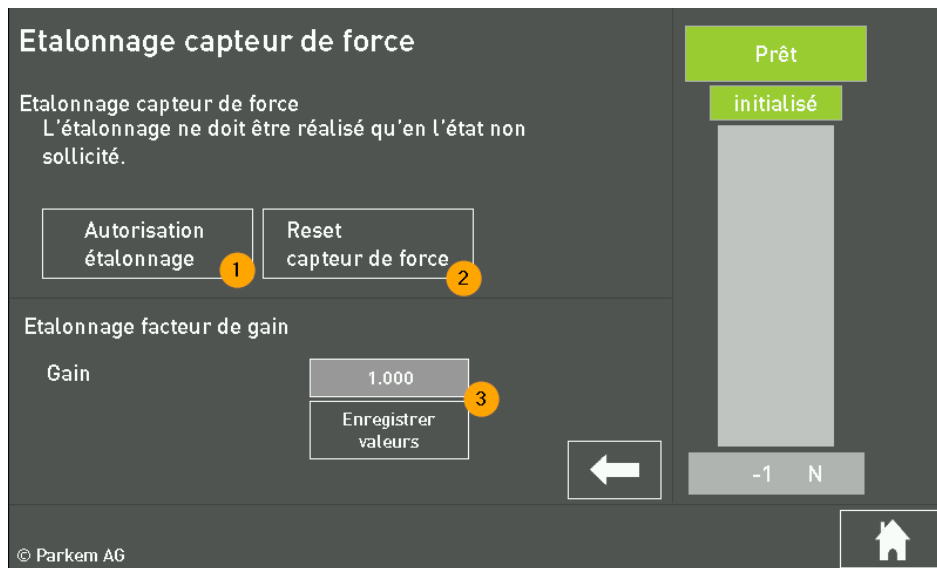 Etalonnage capteur de force
Etalonnage capteur de force
L'étalonnage ne doit être réalisé qu'en l'état non
sollicité.
Autorisation
étalonnage
1
Reset
capteur de force
2
Etalonnage facteur de gain
Gain
1.000
3
Enregistrer
valeurs
Prêt
initialisé
-1 N
© Parkem AG